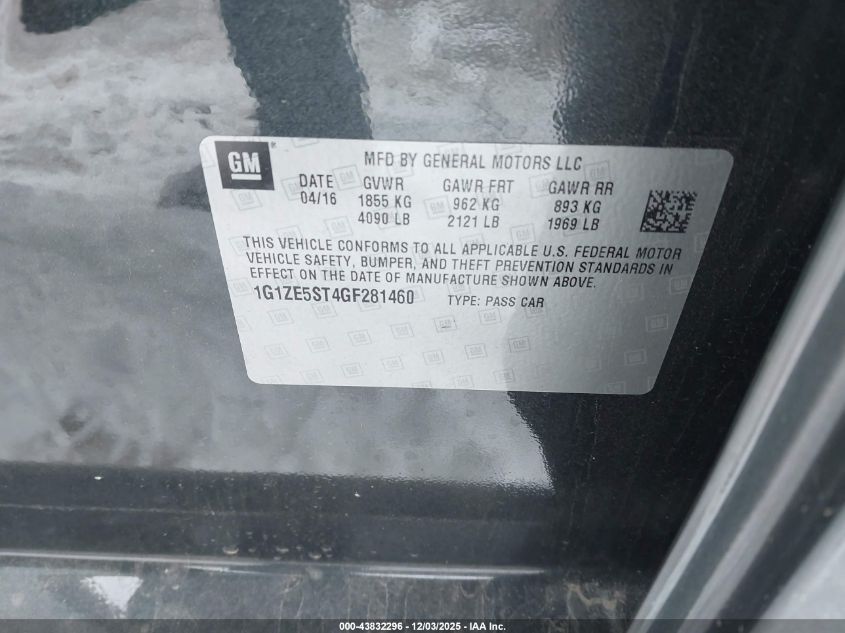 GM
MFD BY GENERAL MOTORS LLC
DATE GVWR GAWR FRT GAWR RR
04/16 1855 KG 962 KG 893 KG
4090 LB 2121 LB 1969 LB
THIS VEHICLE CONFORMS TO ALL APPLICABLE U.S. FEDERAL MOTOR
VEHICLE SAFETY, BUMPER, AND THEFT PREVENTION STANDARDS IN
EFFECT ON THE DATE OF MANUFACTURE SHOWN ABOVE.
1G1ZE5ST4GF281460 TYPE: PASS CAR
000-43832296 - 12/03/2025 - IAA Inc.